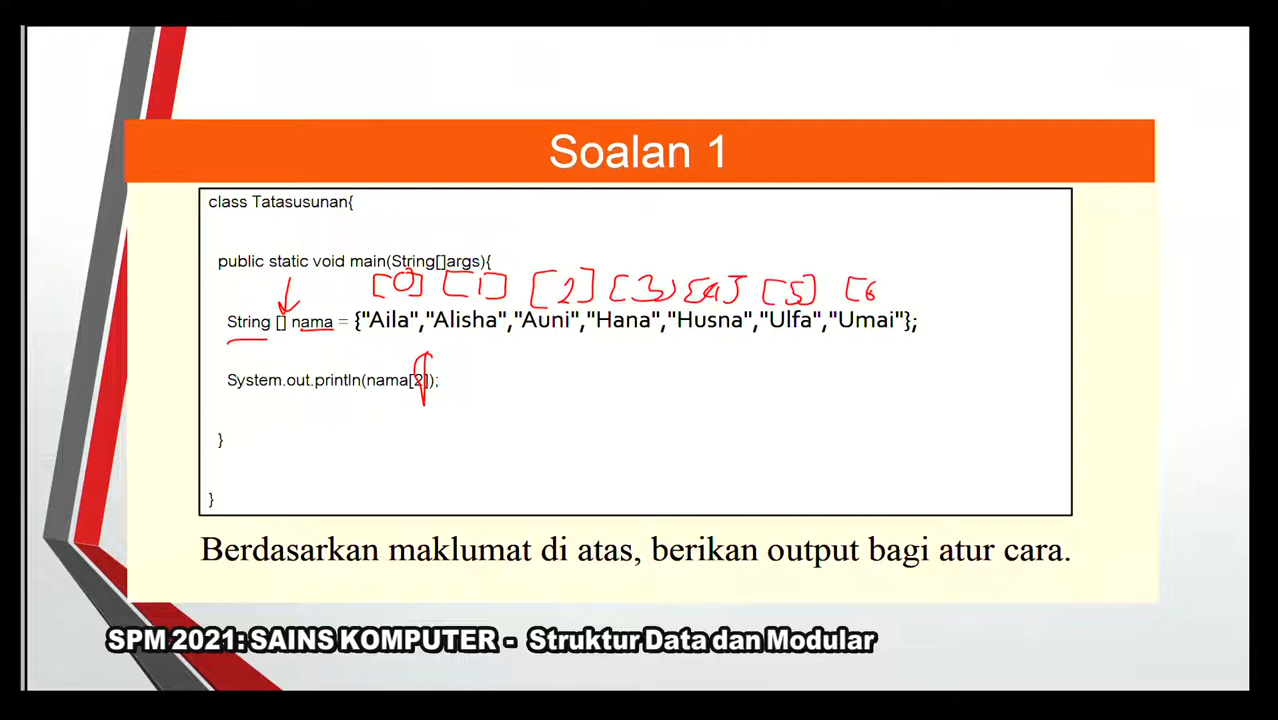 Soalan 1
class Tatasusunan{
public static void main(String[]args){
[0] [1] [2] [3] [4] [5] [6
String [] nama = {"Aila","Alisha","Auni","Hana","Husna","Ulfa","Umai"};
System.out.println(nama[2]);
}
}
Berdasarkan maklumat di atas, berikan output bagi atur cara.
SPM 2021: SAINS KOMPUTER - Struktur Data dan Modular